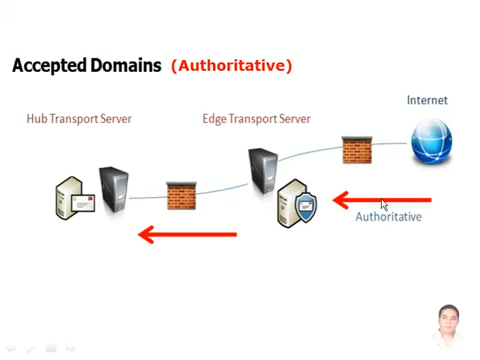 Accepted Domains (Authoritative)
Internet
Hub Transport Server
Edge Transport Server
Authoritative